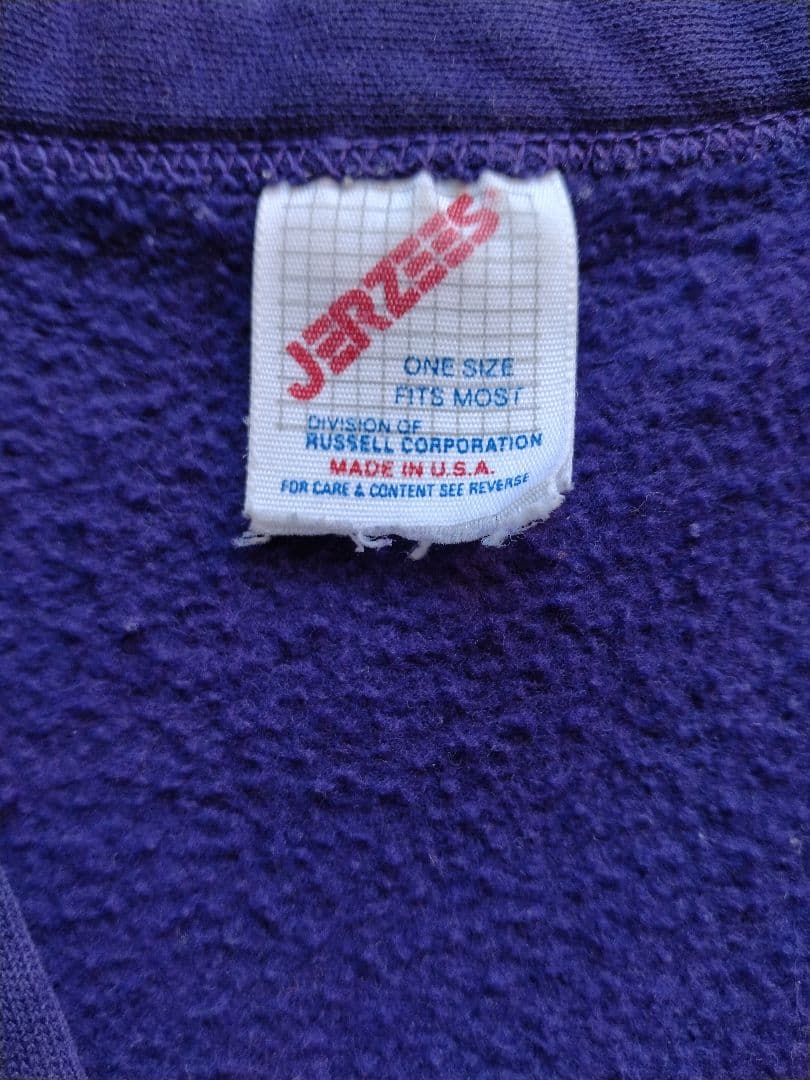 JERZEES
ONE SIZE
FITS MOST
DIVISION OF
RUSSELL CORPORATION
MADE IN U.S.A.
FOR CARE & CONTENT SEE REVERSE